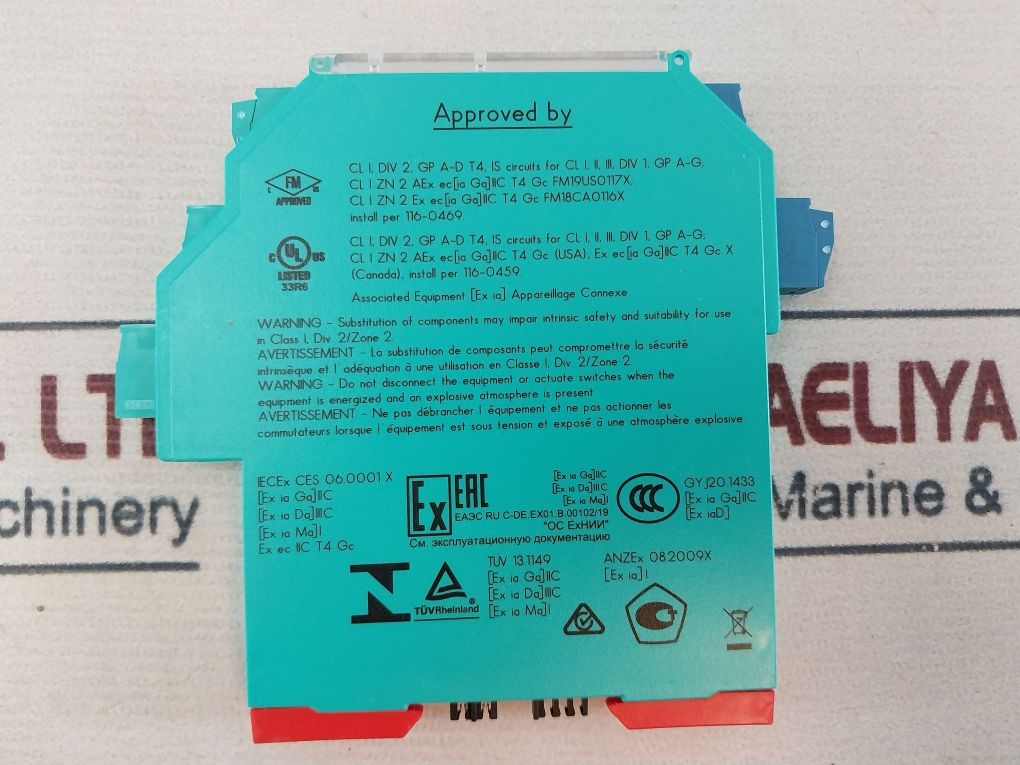 Approved by
FM
C US
APPROVED
CL I, DIV 2, GP A-D T4, IS circuits for CL I, II, III, DIV 1, GP A-G,
CL I ZN 2 AEx ec[ia Ga]IIC T4 Gc FM19US0117X,
CL I ZN 2 Ex ec[ia Ga]IIC T4 Gc FM18CA0116X
install per 116-0469
C UL US
LISTED
33R6
CL I, DIV 2, GP A-D T4, IS circuits for CL I, II, III, DIV 1, GP A-G,
CL I ZN 2 AEx ec[ia Ga]IIC T4 Gc (USA), Ex ec[ia Ga]IIC T4 Gc X
(Canada), install per 116-0459.
Associated Equipment [Ex ia] Appareillage Connexe
WARNING - Substitution of components may impair intrinsic safety and suitability for use
in Class I, Div. 2/Zone 2.
AVERTISSEMENT - La substitution de composants peut compromettre la sécurité
intrinsèque et l'adéquation à une utilisation en Classe I, Div. 2/Zone 2.
WARNING - Do not disconnect the equipment or actuate switches when the
equipment is energized and an explosive atmosphere is present.
AVERTISSEMENT - Ne pas débrancher l'équipement et ne pas actionner les
commutateurs lorsque l'équipement est sous tension et exposé à une atmosphère explosive.
IECEx CES 06.0001 X
[Ex ia Ga]IIC
[Ex ia Da]IIIC
[Ex ia Ma]I
Ex ec IIC T4 Gc
Ex
EAC
[Ex ia Ga]IIC
[Ex ia Da]IIIC
[Ex ia Ma]I
ЕАЭС RU C-DE.EX01.B.00102/19
"ОС ЕхНИИ"
См. эксплуатационную документацию
CCC
GYJ20.1433
[Ex ia Ga]IIC
[Ex iaD]
TÜVRheinland
®
TÜV 13.1149
[Ex ia Ga]IIC
[Ex ia Da]IIIC
[Ex ia Ma]I
ANZEx 08.2009X
[Ex ia]I
LT
AELIYA
chinery
Marine &